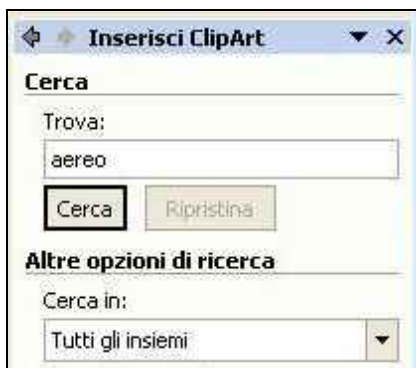 Inserisci ClipArt
Cerca
Trova:
aereo
Cerca Ripristina
Altre opzioni di ricerca
Cerca in:
Tutti gli insiemi